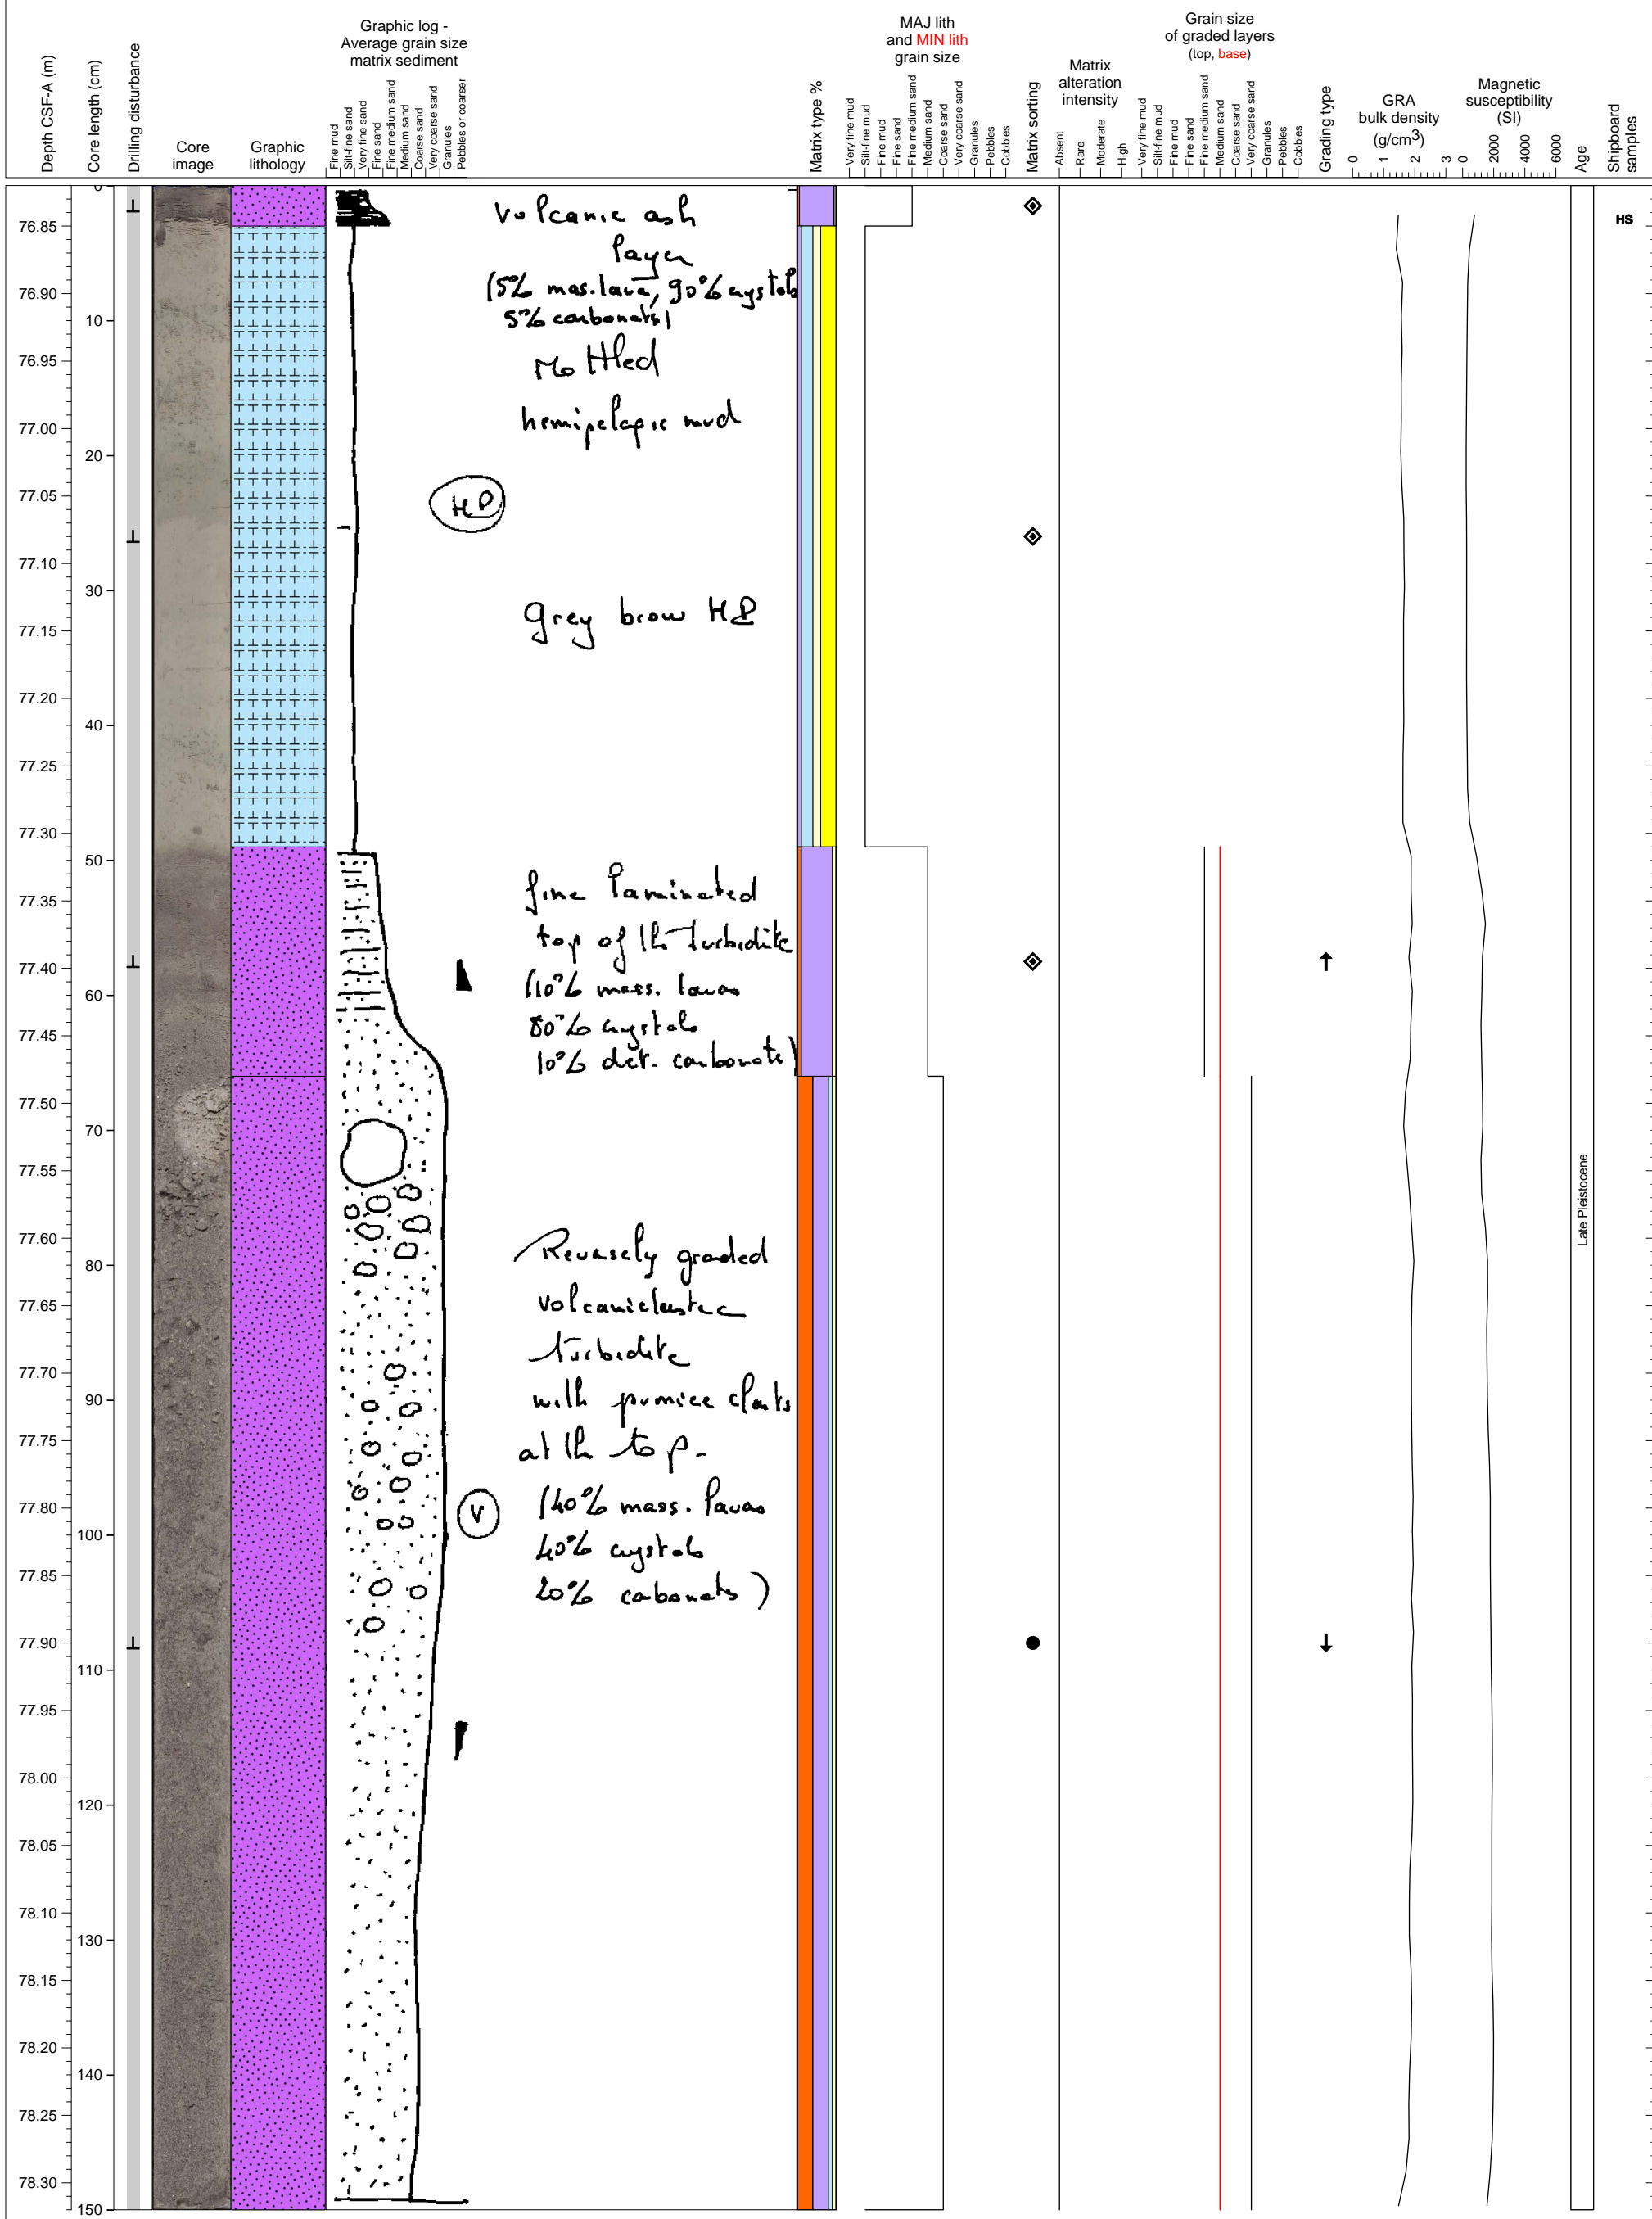 Depth CSF-A (m)
Core length (cm)
Drilling disturbance
Core image
Graphic lithology
Graphic log -
Average grain size
matrix sediment
Fine mud
Silt-fine sand
Very fine sand
Fine sand
Fine medium sand
Medium sand
Coarse sand
Very coarse sand
Granules
Pebbles or coarser
Matrix type %
MAJ lith
and MIN lith
grain size
Very fine mud
Silt-fine mud
Fine mud
Fine sand
Fine medium sand
Medium sand
Coarse sand
Very coarse sand
Granules
Pebbles
Cobbles
Matrix sorting
Matrix
alteration
intensity
Absent
Rare
Moderate
High
Grain size
of graded layers
(top, base)
Very fine mud
Silt-fine mud
Fine mud
Fine sand
Fine medium sand
Medium sand
Coarse sand
Very coarse sand
Granules
Pebbles
Cobbles
Grading type
GRA
bulk density
(g/cm3)
0 1 2 3
Magnetic
susceptibility
(SI)
0 2000 4000 6000
Age
Shipboard
samples
76.85
76.90
76.95
77.00
77.05
77.10
77.15
77.20
77.25
77.30
77.35
77.40
77.45
77.50
77.55
77.60
77.65
77.70
77.75
77.80
77.85
77.90
77.95
78.00
78.05
78.10
78.15
78.20
78.25
78.30
0
10
20
30
40
50
60
70
80
90
100
110
120
130
140
150
volcanic ash
layer
(5% mas. lava, 90% crystals
5% carbonats)
Mottled
hemipelagic mud
HP
grey brow HP
fine laminated
top of th turbidite
(10% mass. lavas
80% crystals
10% det. carbonate)
Reversely graded
volcaniclastic
turbidite
with pumice clasts
at th top -
(40% mass. lavas
40% crystals
20% carbonats)
V
HS
Late Pleistocene